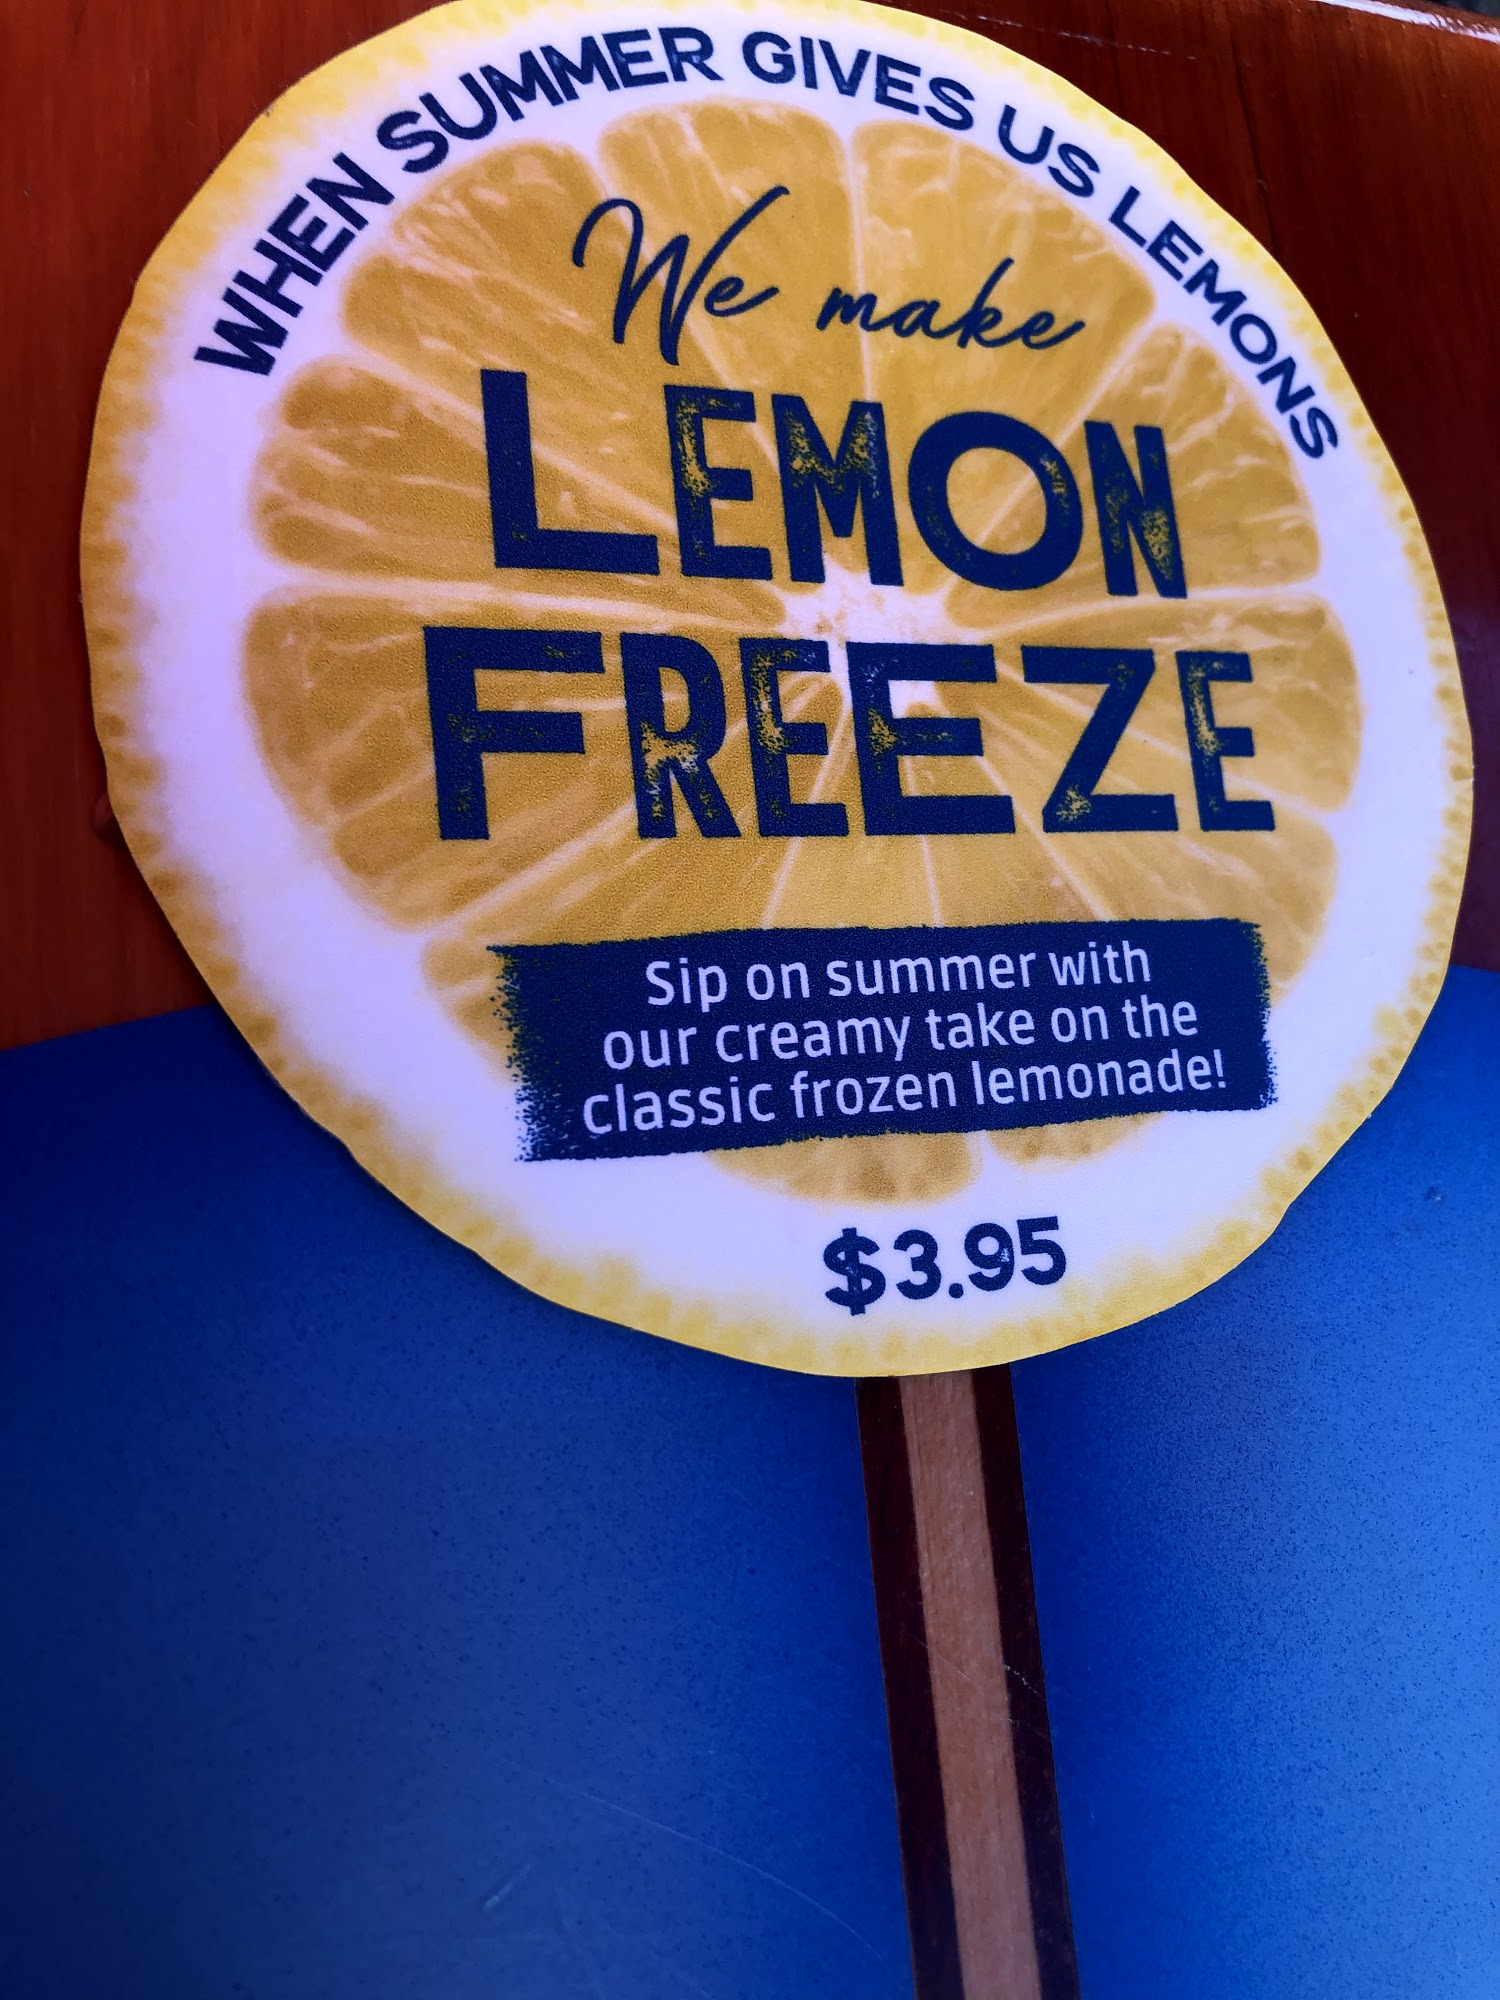 WHEN SUMMER GIVES US LEMONS
We make
LEMON
FREEZE
Sip on summer with
our creamy take on the
classic frozen lemonade!
$3.95